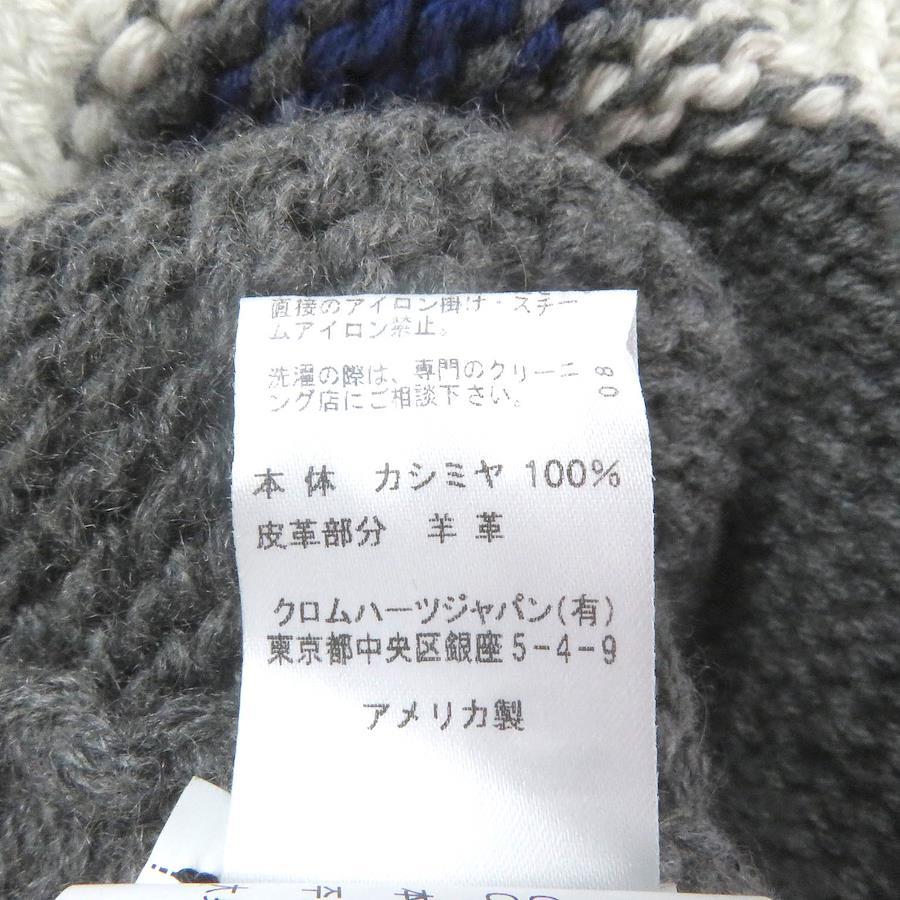 直接のアイロン掛け・スチー
ムアイロン禁止。
洗濯の際は、専門のクリーニ
ング店にご相談下さい。
80
本体 カシミヤ 100%
皮革部分 羊革
クロムハーツジャパン(有)
東京都中央区銀座5-4-9
アメリカ製